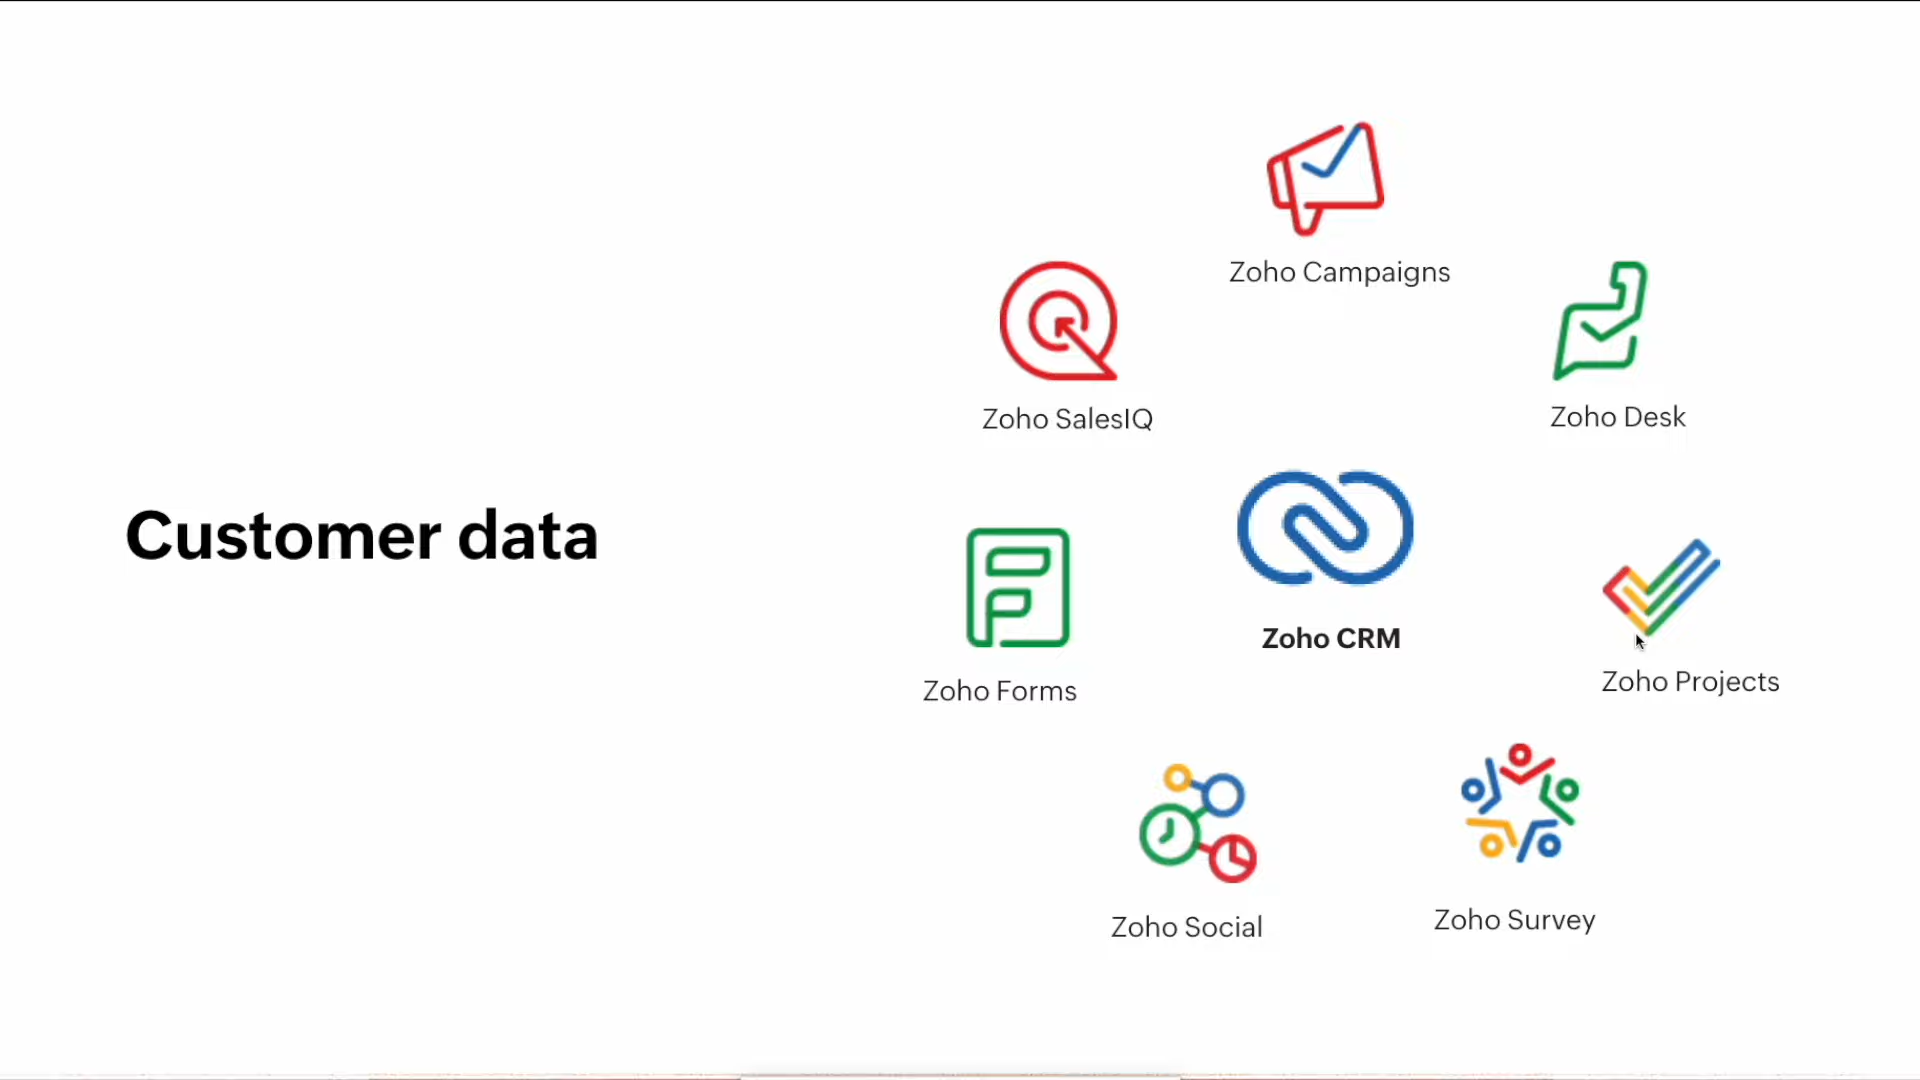 Customer data
Zoho Campaigns
Zoho SalesIQ
Zoho Desk
Zoho CRM
Zoho Forms
Zoho Projects
Zoho Social
Zoho Survey